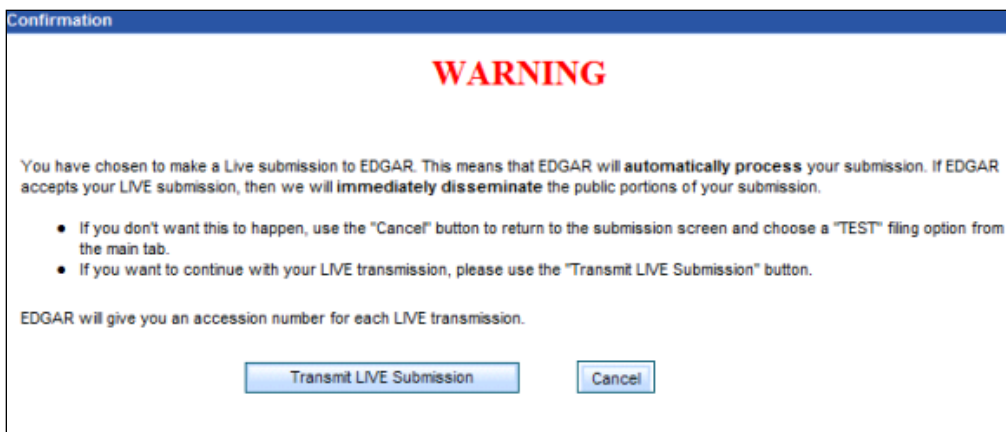 Confirmation
WARNING
You have chosen to make a Live submission to EDGAR. This means that EDGAR will automatically process your submission. If EDGAR
accepts your LIVE submission, then we will immediately disseminate the public portions of your submission.
● If you don't want this to happen, use the "Cancel" button to return to the submission screen and choose a "TEST" filing option from
the main tab.
● If you want to continue with your LIVE transmission, please use the "Transmit LIVE Submission" button.
EDGAR will give you an accession number for each LIVE transmission.
Transmit LIVE Submission Cancel